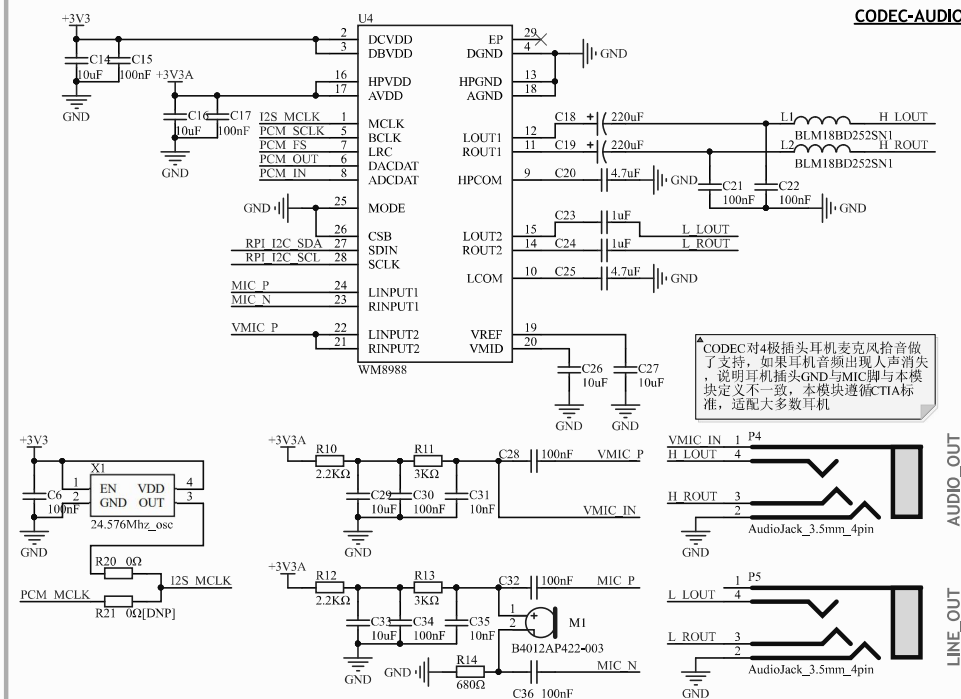 CODEC-AUDIO
+3V3
U4
2 DCVDD
3 DBVDD
EP 29
DGND 4
GND
C14 10uF
C15 100nF
+3V3A
GND
16 HPVDD
17 AVDD
HPGND 13
AGND 18
C16 10uF
C17 100nF
GND
I2S_MCLK 1 MCLK
PCM_SCLK 5 BCLK
PCM_FS 7 LRC
PCM_OUT 6 DACDAT
PCM_IN 8 ADCDAT
LOUT1 12 C18 + 220uF
ROUT1 11 C19 + 220uF
L1 H_LOUT
BLM18BD252SN1
L2 H_ROUT
BLM18BD252SN1
HPCOM 9 C20 4.7uF GND
C21 100nF
C22 100nF
GND
GND 25 MODE
26 CSB
RPI_I2C_SDA 27 SDIN
RPI_I2C_SCL 28 SCLK
LOUT2 15 C23 1uF L_LOUT
ROUT2 14 C24 1uF L_ROUT
LCOM 10 C25 4.7uF GND
MIC_P 24 LINPUT1
MIC_N 23 RINPUT1
VMIC_P 22 LINPUT2
21 RINPUT2
VREF 19
VMID 20
WM8988
C26 10uF
C27 10uF
GND
GND
CODEC对4极插头耳机麦克风拾音做
了支持，如果耳机音频出现人声消失
，说明耳机插头GND与MIC脚与本模
块定义不一致，本模块遵循CTIA标
准，适配大多数耳机
+3V3
X1
1 EN VDD 4
2 GND OUT 3
24.576Mhz_osc
C6 100nF
GND
R20 0Ω
I2S_MCLK
PCM_MCLK
R21 0Ω[DNP]
+3V3A
R10 2.2KΩ
R11 3KΩ
C28 100nF VMIC_P
C29 10uF
C30 100nF
C31 10nF
VMIC_IN
GND
VMIC_IN 1 P4
H_LOUT 4
H_ROUT 3
2
GND
AudioJack_3.5mm_4pin
AUDIO_OUT
+3V3A
R12 2.2KΩ
R13 3KΩ
C32 100nF MIC_P
C33 10uF
C34 100nF
C35 10nF
1 +
2
M1
B4012AP422-003
GND
GND R14 680Ω
C36 100nF MIC_N
1 P5
L_LOUT 4
L_ROUT 3
2
GND
AudioJack_3.5mm_4pin
LINE_OUT